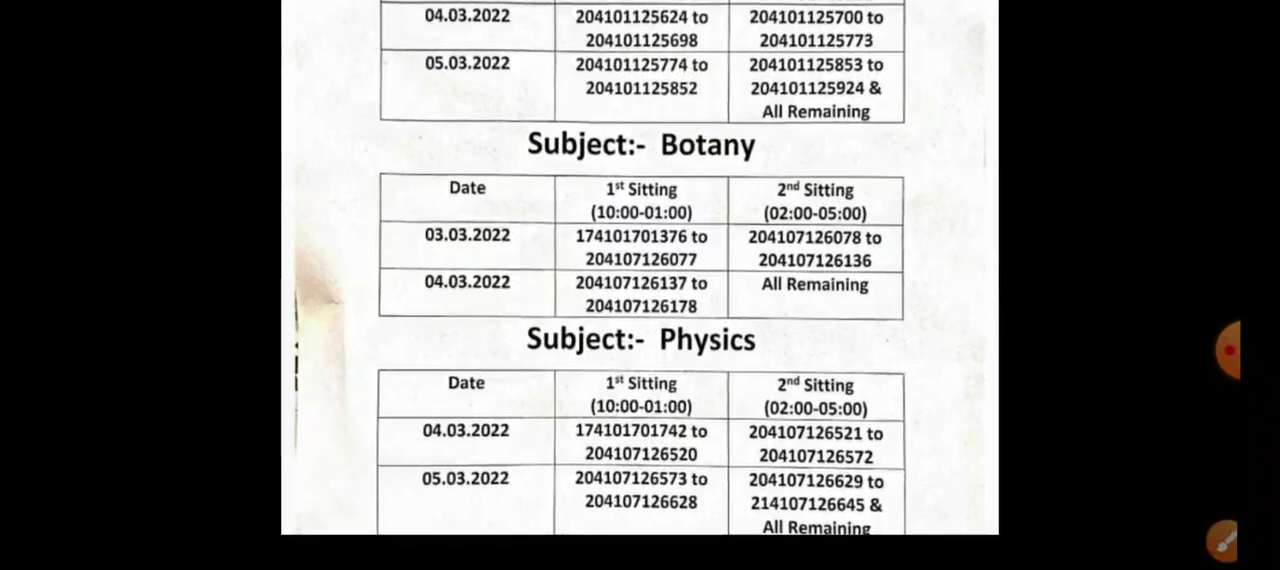 04.03.2022 204101125624 to 204101125700 to
204101125698 204101125773
05.03.2022 204101125774 to 204101125853 to
204101125852 204101125924 &
All Remaining
Subject:- Botany
Date 1st Sitting 2nd Sitting
(10:00-01:00) (02:00-05:00)
03.03.2022 174101701376 to 204107126078 to
204107126077 204107126136
04.03.2022 204107126137 to All Remaining
204107126178
Subject:- Physics
Date 1st Sitting 2nd Sitting
(10:00-01:00) (02:00-05:00)
04.03.2022 174101701742 to 204107126521 to
204107126520 204107126572
05.03.2022 204107126573 to 204107126629 to
204107126628 214107126645 &
All Remaining